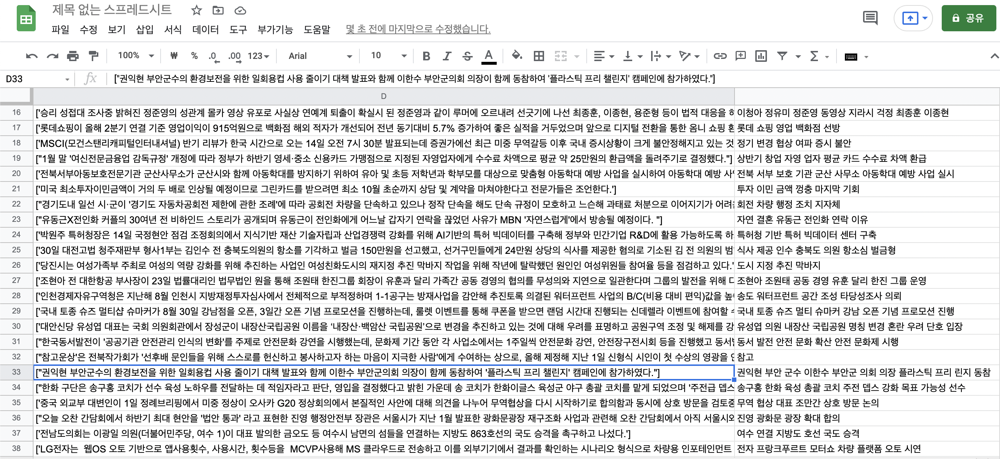 제목 없는 스프레드시트
파일 수정 보기 삽입 서식 데이터 도구 부가기능 도움말 몇 초 전에 마지막으로 수정했습니다.
공유
100% ₩ % .0 .00 123 Arial 10 B I S A
D33 fx ["권익현 부안군수의 환경보전을 위한 일회용컵 사용 줄이기 대책 발표와 함께 이한수 부안군의회 의장이 함께 동참하여 '플라스틱 프리 챌린지' 캠페인에 참가하였다."]
D
16 ['승리 성접대 조사중 밝혀진 정준영의 성관계 몰카 영상 유포로 사실상 연예계 퇴출이 확실시 된 정준영과 같이 루머에 오르내려 선긋기에 나선 최종훈, 이종현, 용준형 등이 법적 대응을 이청아 정유미 정준영 동영상 지라시 걱정 최종훈 이종현
17 ['롯데쇼핑이 올해 2분기 연결 기준 영업이익이 915억원으로 백화점 해외 적자가 개선되어 전년 동기대비 5.7% 증가하여 좋은 실적을 거두었으며 앞으로 디지털 전환을 통한 옴니 쇼핑 롯데 쇼핑 영업 백화점 선방
18 ['MSCI(모건스탠리캐피털인터내셔널) 반기 리뷰가 한국 시간으로 오는 14일 오전 7시 30분 발표되는데 증권가에선 최근 미중 무역갈등 이후 국내 증시상황이 크게 불안정해지고 있는 것 정기 변경 협상 여파 증시 불안
19 ["1월 말 '여신전문금융업 감독규정' 개정에 따라 정부가 하반기 영세·중소 신용카드 가맹점으로 지정된 자영업자에게 수수료 차액으로 평균 약 25만원의 환급액을 돌려주기로 결정했다."] 상반기 창업 자영 업자 평균 카드 수수료 차액 환급
20 ['전북서부아동보호전문기관 군산사무소가 군산시와 함께 아동학대를 방지하기 위하여 유아 및 초등 저학년과 학부모를 대상으로 맞춤형 아동학대 예방 사업을 실시하여 아동학대 예방 전북 서부 보호 기관 군산 사무소 아동학대 예방 사업 실시
21 ['미국 최소투자이민금액이 거의 두 배로 인상될 예정이므로 그린카드를 받으려면 최소 10월 초순까지 상담 및 계약을 마쳐야한다고 전문가들은 조언한다.'] 투자 이민 금액 껑충 마지막 기회
22 ["경기도내 일선 시·군이 '경기도 자동차공회전 제한에 관한 조례'에 따라 공회전 차량을 단속하고 있으나 정작 단속을 해도 단속 규정이 모호하고 느슨해 과태료 처분으로 이어지기가 회전 차량 행정 조치 지자체
23 ["유동근X전인화 커플의 30여년 전 비하인드 스토리가 공개되며 유동근이 전인화에게 어느날 갑자기 연락을 끊었던 사유가 MBN '자연스럽게'에서 방송될 예정이다. "] 자연 결혼 유동근 전인화 연락 이유
24 ['박원주 특허청장은 14일 국정현안 점검 조정회의에서 지식기반 재산 기술자립과 산업경쟁력 강화를 위해 AI기반의 특허 빅데이터를 구축해 정부와 민간기업 R&D에 활용 가능하도록 특허청 기반 특허 빅데이터 센터 구축
25 ['30일 대전고법 청주재판부 형사1부는 김인수 전 충북도의원의 항소를 기각하고 벌금 150만원을 선고했고, 선거구민들에게 24만원 상당의 식사를 제공한 혐의로 기소된 김 전 의원의 식사 제공 인수 충북도 의원 항소심 벌금형
26 ['당진시는 여성가족부 주최로 여성의 역량 강화를 위해 추진하는 사업인 여성친화도시의 재지정 추진 막바지 작업을 위해 작년에 탈락했던 원인인 여성위원들 참여율 등을 점검하고 있다.' 도시 지정 추진 막바지
27 ['조현아 전 대한항공 부사장이 23일 법률대리인 법무법인 원을 통해 조원태 한진그룹 회장이 유훈과 달리 가족간 공동 경영의 협의를 무성의와 지연으로 일관한다며 그룹의 발전을 위해 조현아 조원태 공동 경영 유훈 달리 한진 그룹 운영
28 ['인천경제자유구역청은 지난해 8월 인천시 지방재정투자심사에서 전체적으로 부적정하며 1-1공구는 방재사업을 감안해 추진토록 의결된 워터프런트 사업의 B/C(비용 대비 편익)값을 송도 워터프런트 공간 조성 타당성조사 의뢰
29 ['국내 토종 슈즈 멀티샵 슈마커가 8월 30일 강남점을 오픈, 3일간 오픈 기념 프로모션을 진행하는데, 룰렛 이벤트를 통해 쿠폰을 받으면 랜덤 시간대 진행되는 신데렐라 이벤트에 참여할 국내 토종 슈즈 멀티 슈마커 강남 오픈 기념 프로모션 진행
30 ['대안신당 유성엽 대표는 국회 의원회관에서 장성군이 내장산국립공원 이름을 ‘내장산·백암산 국립공원’으로 변경을 추진하고 있는 것에 대해 우려를 표명하고 공원구역 조정 및 해제를 강 유성엽 의원 내장산 국립공원 명칭 변경 혼란 우려 단호 입장
31 ["한국동서발전이 '공공기관 안전관리 인식의 변화'를 주제로 안전문화 강연을 시행했는데, 문화제 기간 동안 각 사업소에서는 1주일씩 안전문화 강연, 안전장구전시회 등을 진행했고 동서 발전 안전 문화 확산 안전 문화제 시행
32 ["참고운상'은 전북작가회가 '선후배 문인들을 위해 스스로를 헌신하고 봉사하고자 하는 마음이 지극한 사람'에게 수여하는 상으로, 올해 제정해 지난 1일 신형식 시인이 첫 수상의 영광을 참고
33 ["권익현 부안군수의 환경보전을 위한 일회용컵 사용 줄이기 대책 발표와 함께 이한수 부안군의회 의장이 함께 동참하여 '플라스틱 프리 챌린지' 캠페인에 참가하였다."] 권익현 부안 군수 이한수 부안군 의회 의장 플라스틱 프리 린지 동참
34 ["한화 구단은 송구홍 코치가 선수 육성 노하우를 전달하는 데 적임자라고 판단, 영입을 결정했다고 밝힌 가운데 송 코치가 한화이글스 육성군 야구 총괄 코치를 맡게 되었으며 '주전급 뎁스 송구홍 한화 육성 총괄 코치 주전 뎁스 강화 목표 가능성 선수
35 ['중국 외교부 대변인이 1일 정례브리핑에서 미중 정상이 오사카 G20 정상회의에서 본질적인 사안에 대해 의견을 나누어 무역협상을 다시 시작하기로 합의함과 동시에 상호 방문을 검토중 무역 협상 대표 조만간 상호 방문 논의
36 ["오늘 오찬 간담회에서 하반기 최대 현안을 '법안 통과' 라고 표현한 진영 행정안전부 장관은 서울시가 지난 1월 발표한 광화문광장 재구조화 사업과 관련해 오찬 간담회에서 아직 서울시와 진영 광화문 광장 확대 합의
37 ['전남도의회는 이광일 의원(더불어민주당, 여수 1)이 대표 발의한 금오도 등 여수시 남면의 섬들을 연결하는 지방도 863호선의 국도 승격을 촉구하고 나섰다.'] 여수 연결 지방도 호선 국도 승격
38 ['LG전자는 웹OS 오토 기반으로 앱사용횟수, 사용시간, 횟수등을 MCVP사용해 MS 클라우드로 전송하고 이를 외부기기에서 결과를 확인하는 시나리오 형식으로 차량용 인포테인먼트 전자 프랑크푸르트 모터쇼 차량 플랫폼 오토 시연